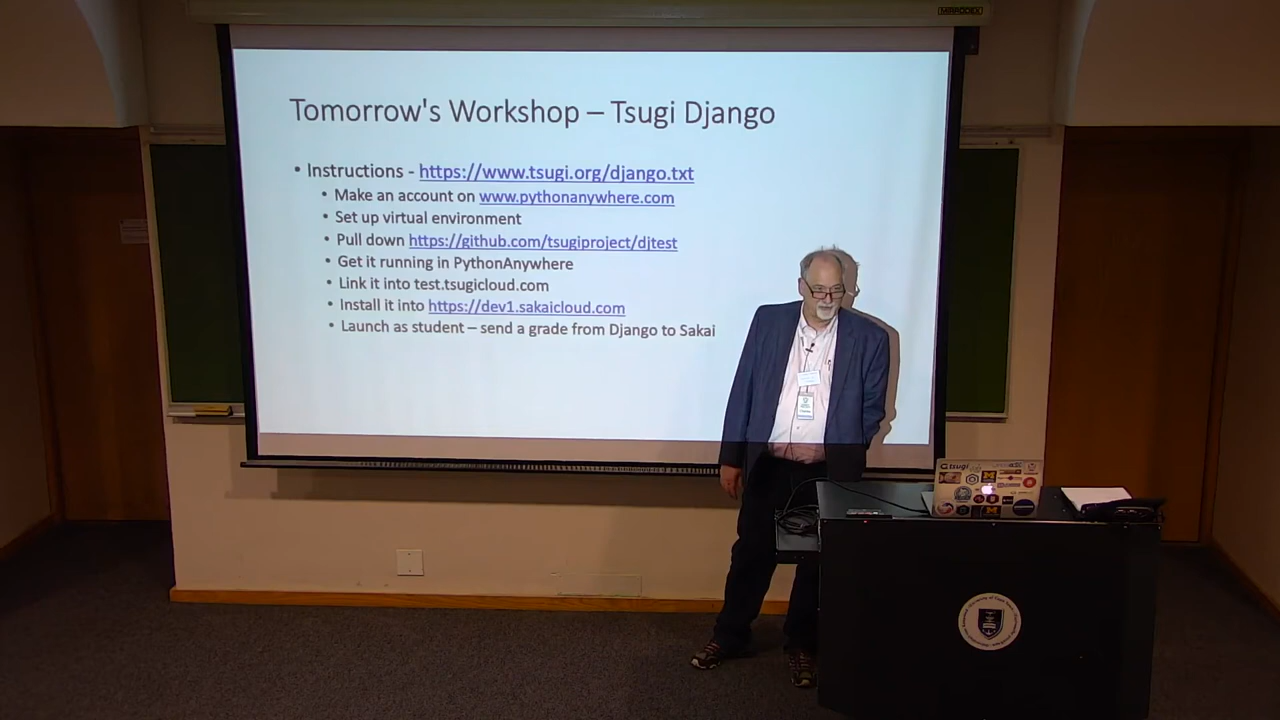 Tomorrow's Workshop – Tsugi Django
• Instructions - https://www.tsugi.org/django.txt
• Make an account on www.pythonanywhere.com
• Set up virtual environment
• Pull down https://github.com/tsugiproject/djtest
• Get it running in PythonAnywhere
• Link it into test.tsugicloud.com
• Install it into https://dev1.sakaicloud.com
• Launch as student – send a grade from Django to Sakai
tsugi